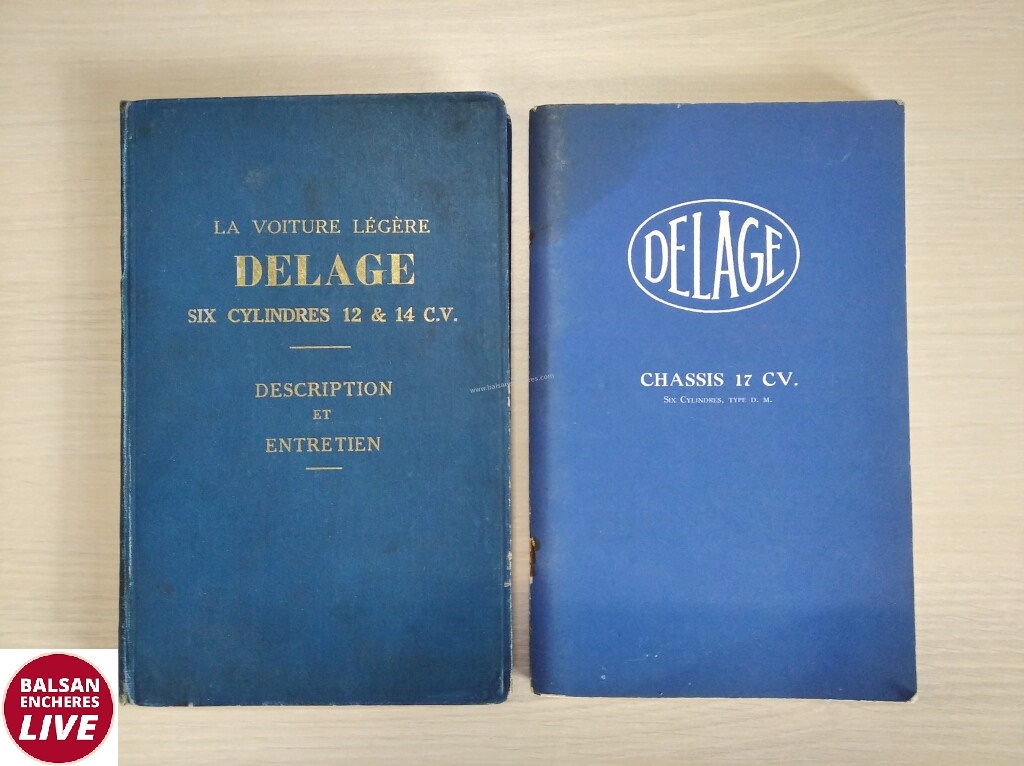 LA VOITURE LÉGÈRE
DELAGE
SIX CYLINDRES 12 & 14 C.V.
DESCRIPTION
ET
ENTRETIEN
DELAGE
CHASSIS 17 CV.
SIX CYLINDRES, TYPE D. M.
BALSAN
ENCHERES
LIVE